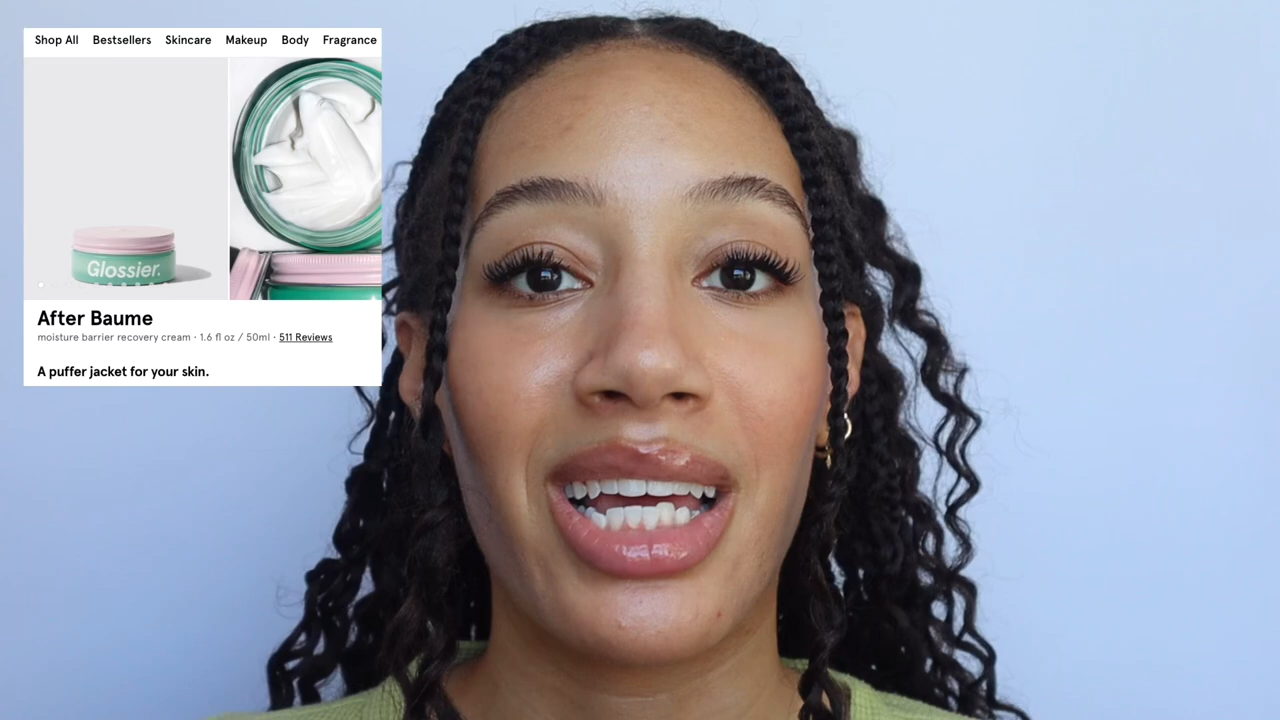 Shop All Bestsellers Skincare Makeup Body Fragrance
Glossier.
After Baume
moisture barrier recovery cream · 1.6 fl oz / 50ml · 511 Reviews
A puffer jacket for your skin.